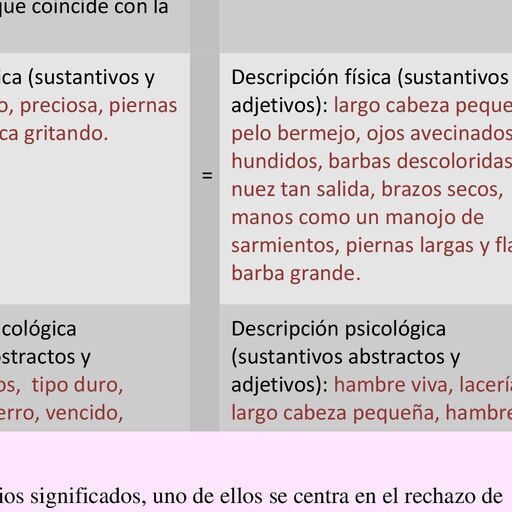 que coincide con la
ica (sustantivos y
o, preciosa, piernas
ca gritando.
=
Descripción física (sustantivos
adjetivos): largo cabeza peque
pelo bermejo, ojos avecinados
hundidos, barbas descoloridas
nuez tan salida, brazos secos,
manos como un manojo de
sarmientos, piernas largas y fla
barba grande.
icológica
stractos y
os, tipo duro,
erro, vencido,
Descripción psicológica
(sustantivos abstractos y
adjetivos): hambre viva, lacería
largo cabeza pequeña, hambre
ios significados, uno de ellos se centra en el rechazo de